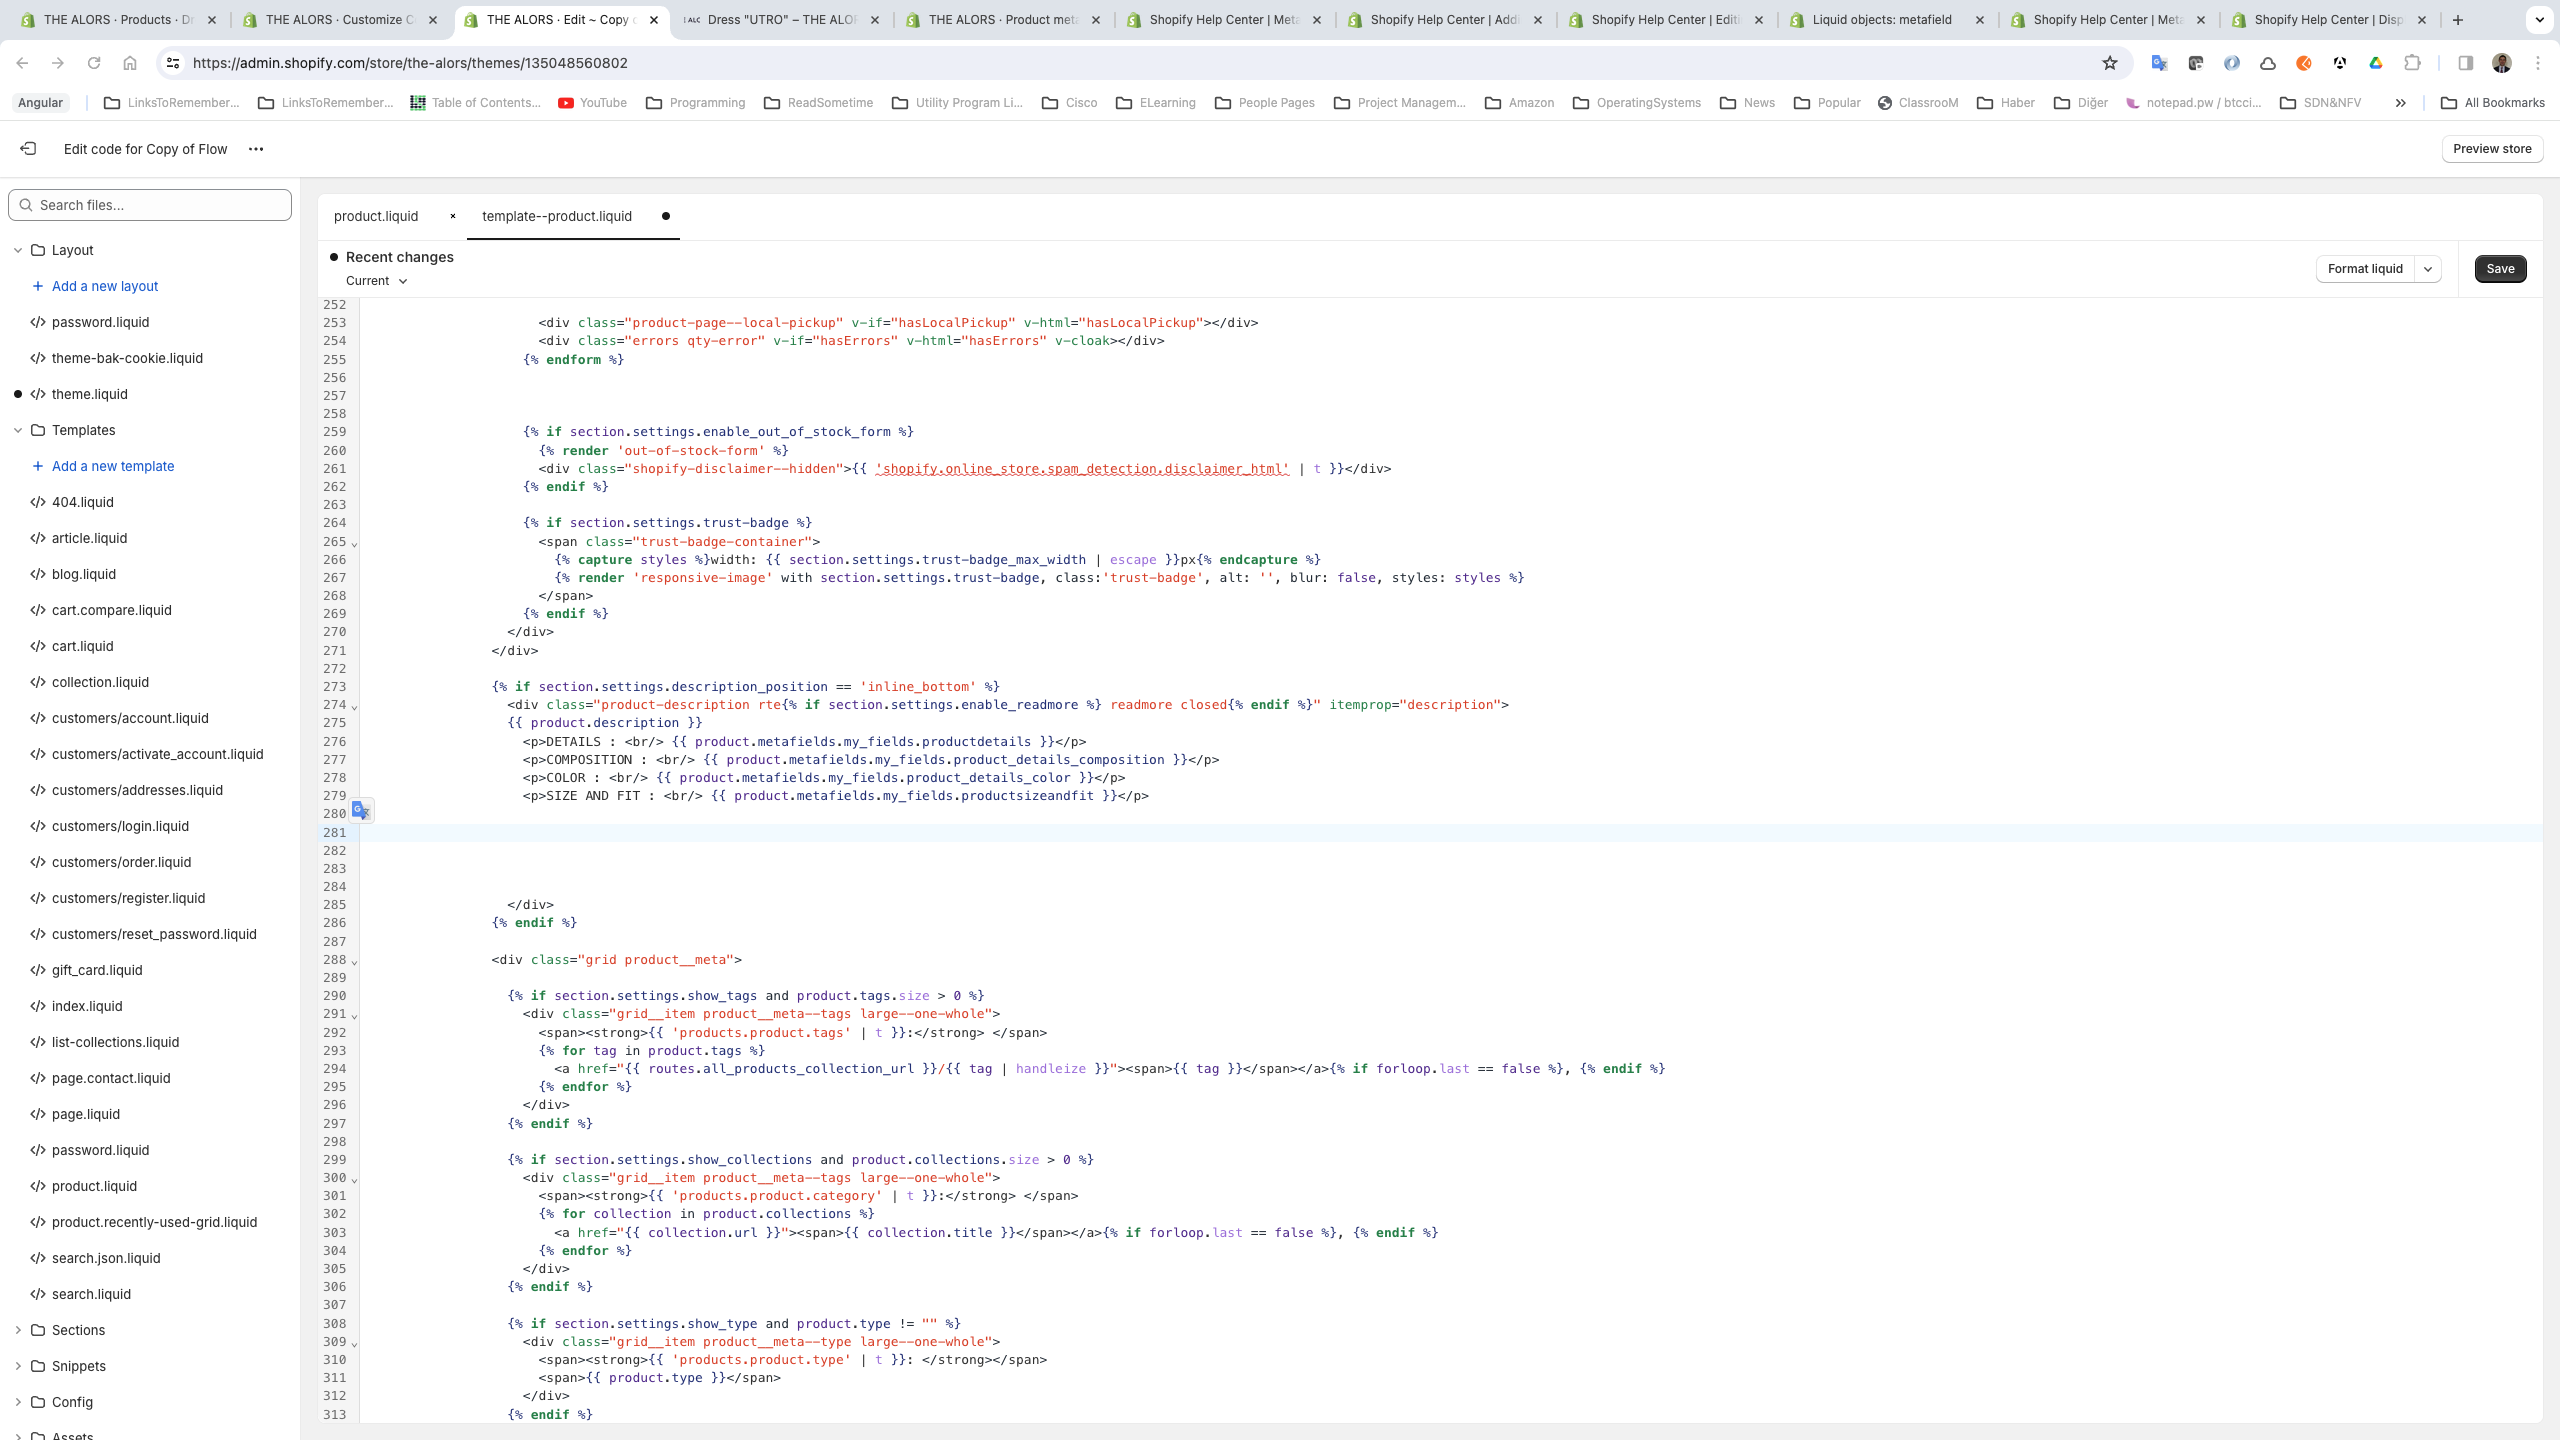 THE ALORS · Products · Dr
THE ALORS · Customize C
THE ALORS · Edit ~ Copy
Dress "UTRO" – THE ALOR
THE ALORS · Product met
Shopify Help Center | Met
Shopify Help Center | Addi
Shopify Help Center | Editi
Liquid objects: metafield
Shopify Help Center | Met
Shopify Help Center | Disp
https://admin.shopify.com/store/the-alors/themes/135048560802
Angular
LinksToRemember...
LinksToRemember...
Table of Contents...
YouTube
Programming
ReadSometime
Utility Program Li...
Cisco
ELearning
People Pages
Project Managem...
Amazon
OperatingSystems
News
Popular
ClassrooM
Haber
Diğer
notepad.pw / btcci...
SDN&NFV
All Bookmarks
Edit code for Copy of Flow
Preview store
Search files...
Layout
Add a new layout
password.liquid
theme-bak-cookie.liquid
theme.liquid
Templates
Add a new template
404.liquid
article.liquid
blog.liquid
cart.compare.liquid
cart.liquid
collection.liquid
customers/account.liquid
customers/activate_account.liquid
customers/addresses.liquid
customers/login.liquid
customers/order.liquid
customers/register.liquid
customers/reset_password.liquid
gift_card.liquid
index.liquid
list-collections.liquid
page.contact.liquid
page.liquid
password.liquid
product.liquid
product.recently-used-grid.liquid
search.json.liquid
search.liquid
Sections
Snippets
Config
Assets
product.liquid
template--product.liquid
Recent changes
Current
Format liquid
Save
252
253 <div class="product-page--local-pickup" v-if="hasLocalPickup" v-html="hasLocalPickup"></div>
254 <div class="errors qty-error" v-if="hasErrors" v-html="hasErrors" v-cloak></div>
255 {% endform %}
256
257
258
259 {% if section.settings.enable_out_of_stock_form %}
260 {% render 'out-of-stock-form' %}
261 <div class="shopify-disclaimer--hidden">{{ 'shopify.online_store.spam_detection.disclaimer_html' | t }}</div>
262 {% endif %}
263
264 {% if section.settings.trust-badge %}
265 <span class="trust-badge-container">
266 {% capture styles %}width: {{ section.settings.trust-badge_max_width | escape }}px{% endcapture %}
267 {% render 'responsive-image' with section.settings.trust-badge, class:'trust-badge', alt: '', blur: false, styles: styles %}
268 </span>
269 {% endif %}
270 </div>
271 </div>
272
273 {% if section.settings.description_position == 'inline_bottom' %}
274 <div class="product-description rte{% if section.settings.enable_readmore %} readmore closed{% endif %}" itemprop="description">
275 {{ product.description }}
276 <p>DETAILS : <br/> {{ product.metafields.my_fields.productdetails }}</p>
277 <p>COMPOSITION : <br/> {{ product.metafields.my_fields.product_details_composition }}</p>
278 <p>COLOR : <br/> {{ product.metafields.my_fields.product_details_color }}</p>
279 <p>SIZE AND FIT : <br/> {{ product.metafields.my_fields.productsizeandfit }}</p>
280
281
282
283
284
285 </div>
286 {% endif %}
287
288 <div class="grid product__meta">
289
290 {% if section.settings.show_tags and product.tags.size > 0 %}
291 <div class="grid__item product__meta--tags large--one-whole">
292 <span><strong>{{ 'products.product.tags' | t }}:</strong> </span>
293 {% for tag in product.tags %}
294 <a href="{{ routes.all_products_collection_url }}/{{ tag | handleize }}"><span>{{ tag }}</span></a>{% if forloop.last == false %}, {% endif %}
295 {% endfor %}
296 </div>
297 {% endif %}
298
299 {% if section.settings.show_collections and product.collections.size > 0 %}
300 <div class="grid__item product__meta--tags large--one-whole">
301 <span><strong>{{ 'products.product.category' | t }}:</strong> </span>
302 {% for collection in product.collections %}
303 <a href="{{ collection.url }}"><span>{{ collection.title }}</span></a>{% if forloop.last == false %}, {% endif %}
304 {% endfor %}
305 </div>
306 {% endif %}
307
308 {% if section.settings.show_type and product.type != "" %}
309 <div class="grid__item product__meta--type large--one-whole">
310 <span><strong>{{ 'products.product.type' | t }}: </strong></span>
311 <span>{{ product.type }}</span>
312 </div>
313 {% endif %}